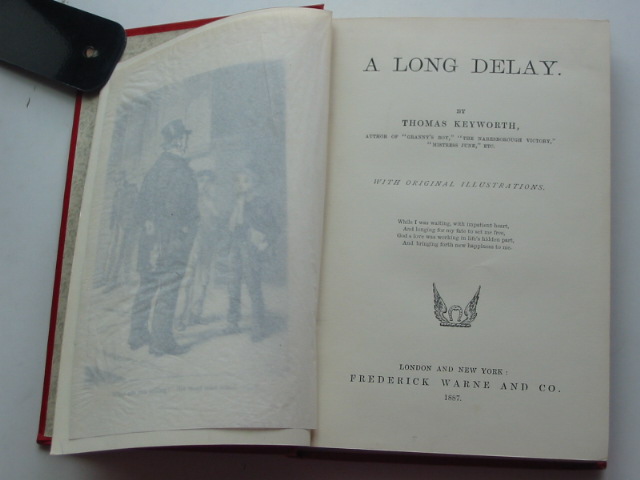 A LONG DELAY.
BY
THOMAS KEYWORTH,
AUTHOR OF "GRANNY'S BOY," "THE NARESBOROUGH VICTORY,"
"MISTRESS JUNE," ETC.
WITH ORIGINAL ILLUSTRATIONS.
While I was waiting, with impatient heart,
And longing for my fate to set me free,
God's love was working in life's hidden part,
And bringing forth new happiness to me.
LONDON AND NEW YORK:
FREDERICK WARNE AND CO.
1887.